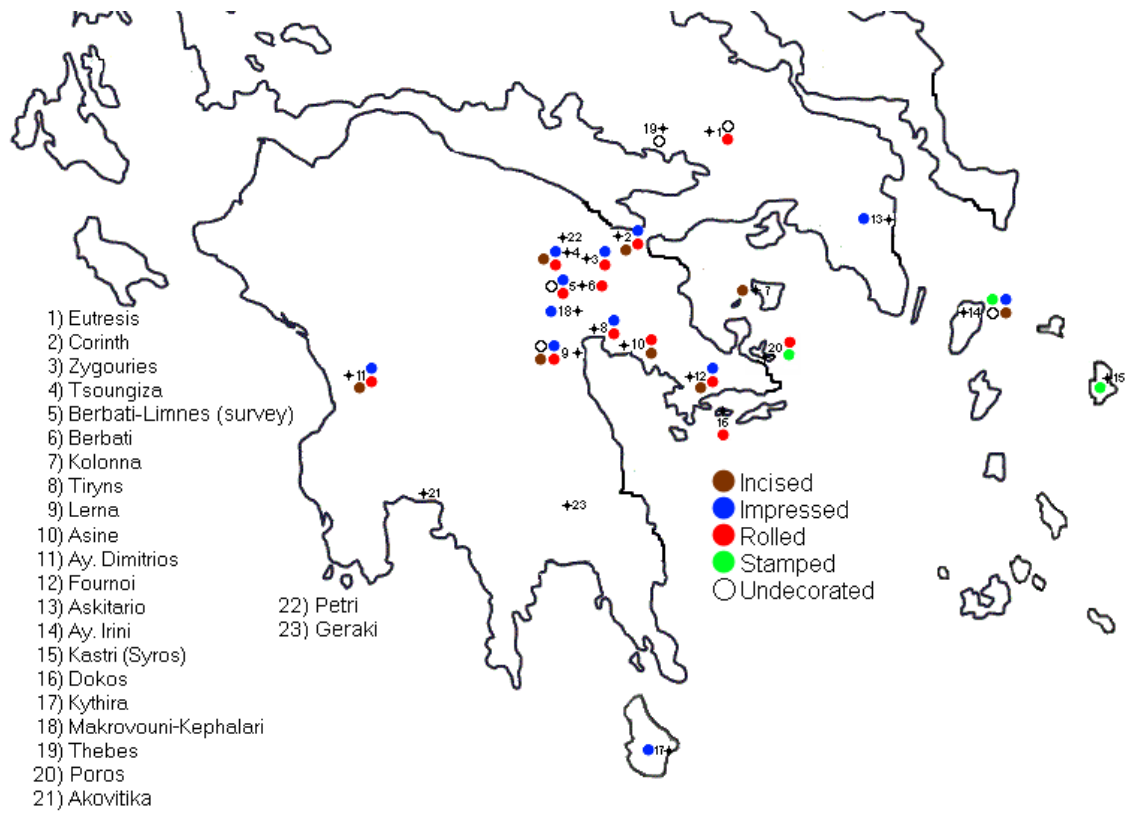 19
1
13
22
2
4
3
5
6
7
18
14
8
10
20
9
15
11
12
16
21
23
17
1) Eutresis
2) Corinth
3) Zygouries
4) Tsoungiza
5) Berbati-Limnes (survey)
6) Berbati
7) Kolonna
8) Tiryns
9) Lerna
10) Asine
11) Ay. Dimitrios
12) Fournoi
13) Askitario
14) Ay. Irini
15) Kastri (Syros)
16) Dokos
17) Kythira
18) Makrovouni-Kephalari
19) Thebes
20) Poros
21) Akovitika
22) Petri
23) Geraki
Incised
Impressed
Rolled
Stamped
Undecorated